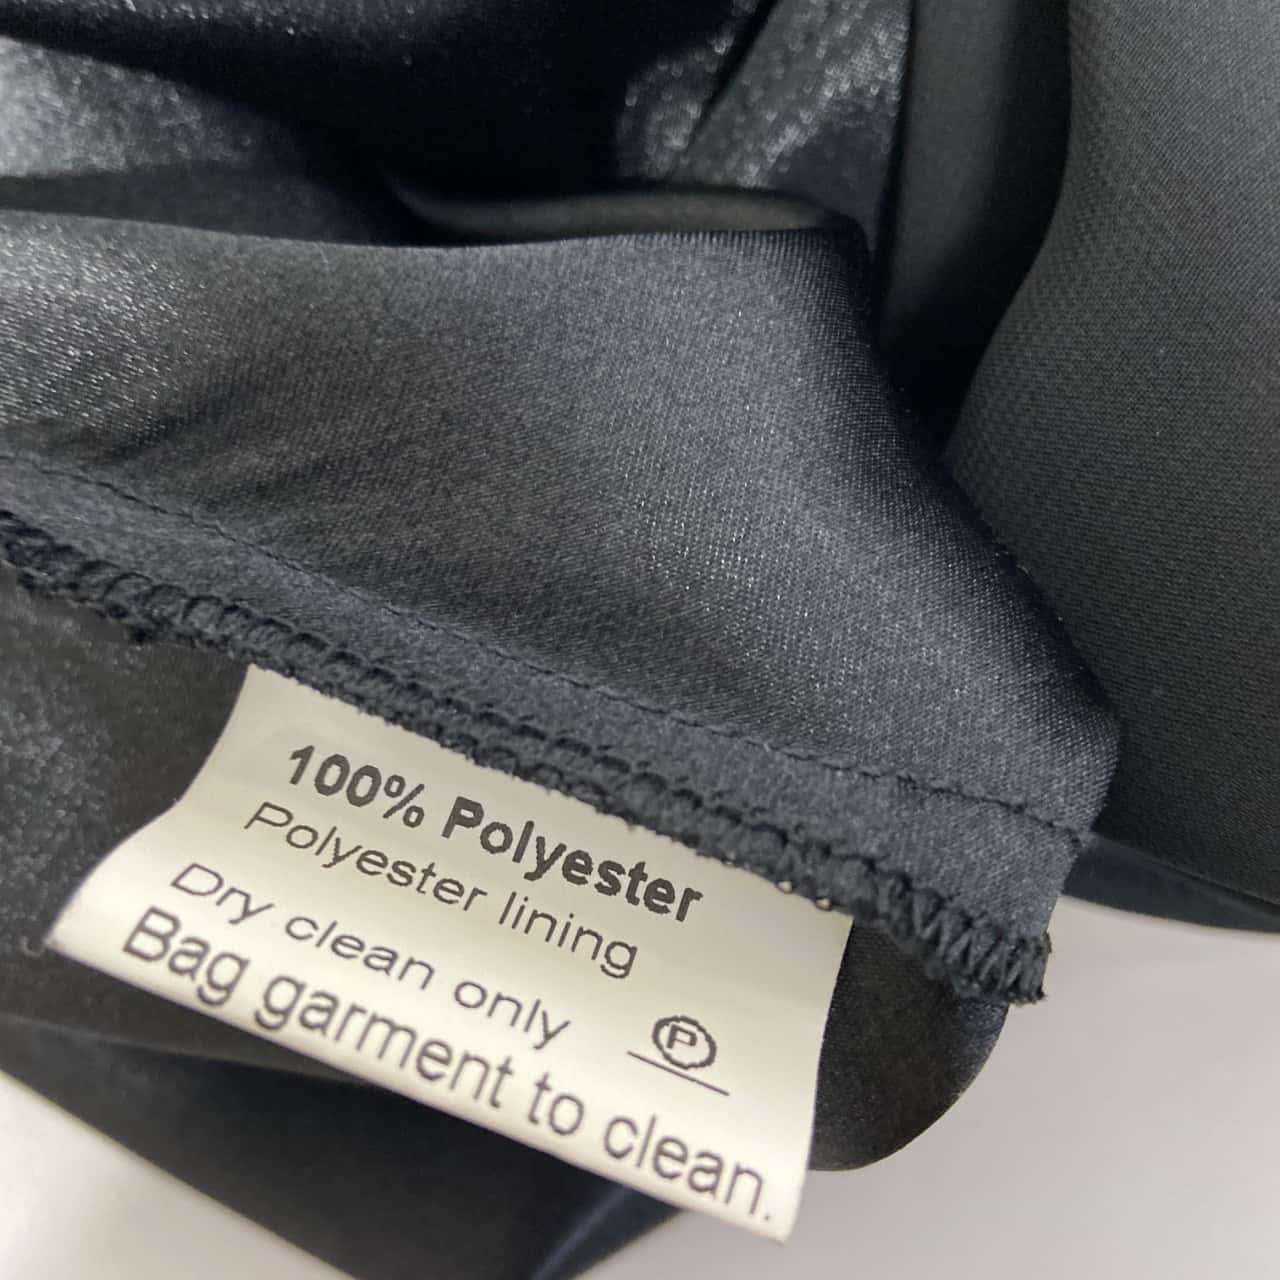 100% Polyester
Polyester lining
Dry clean only
P
Bag garment to clean.